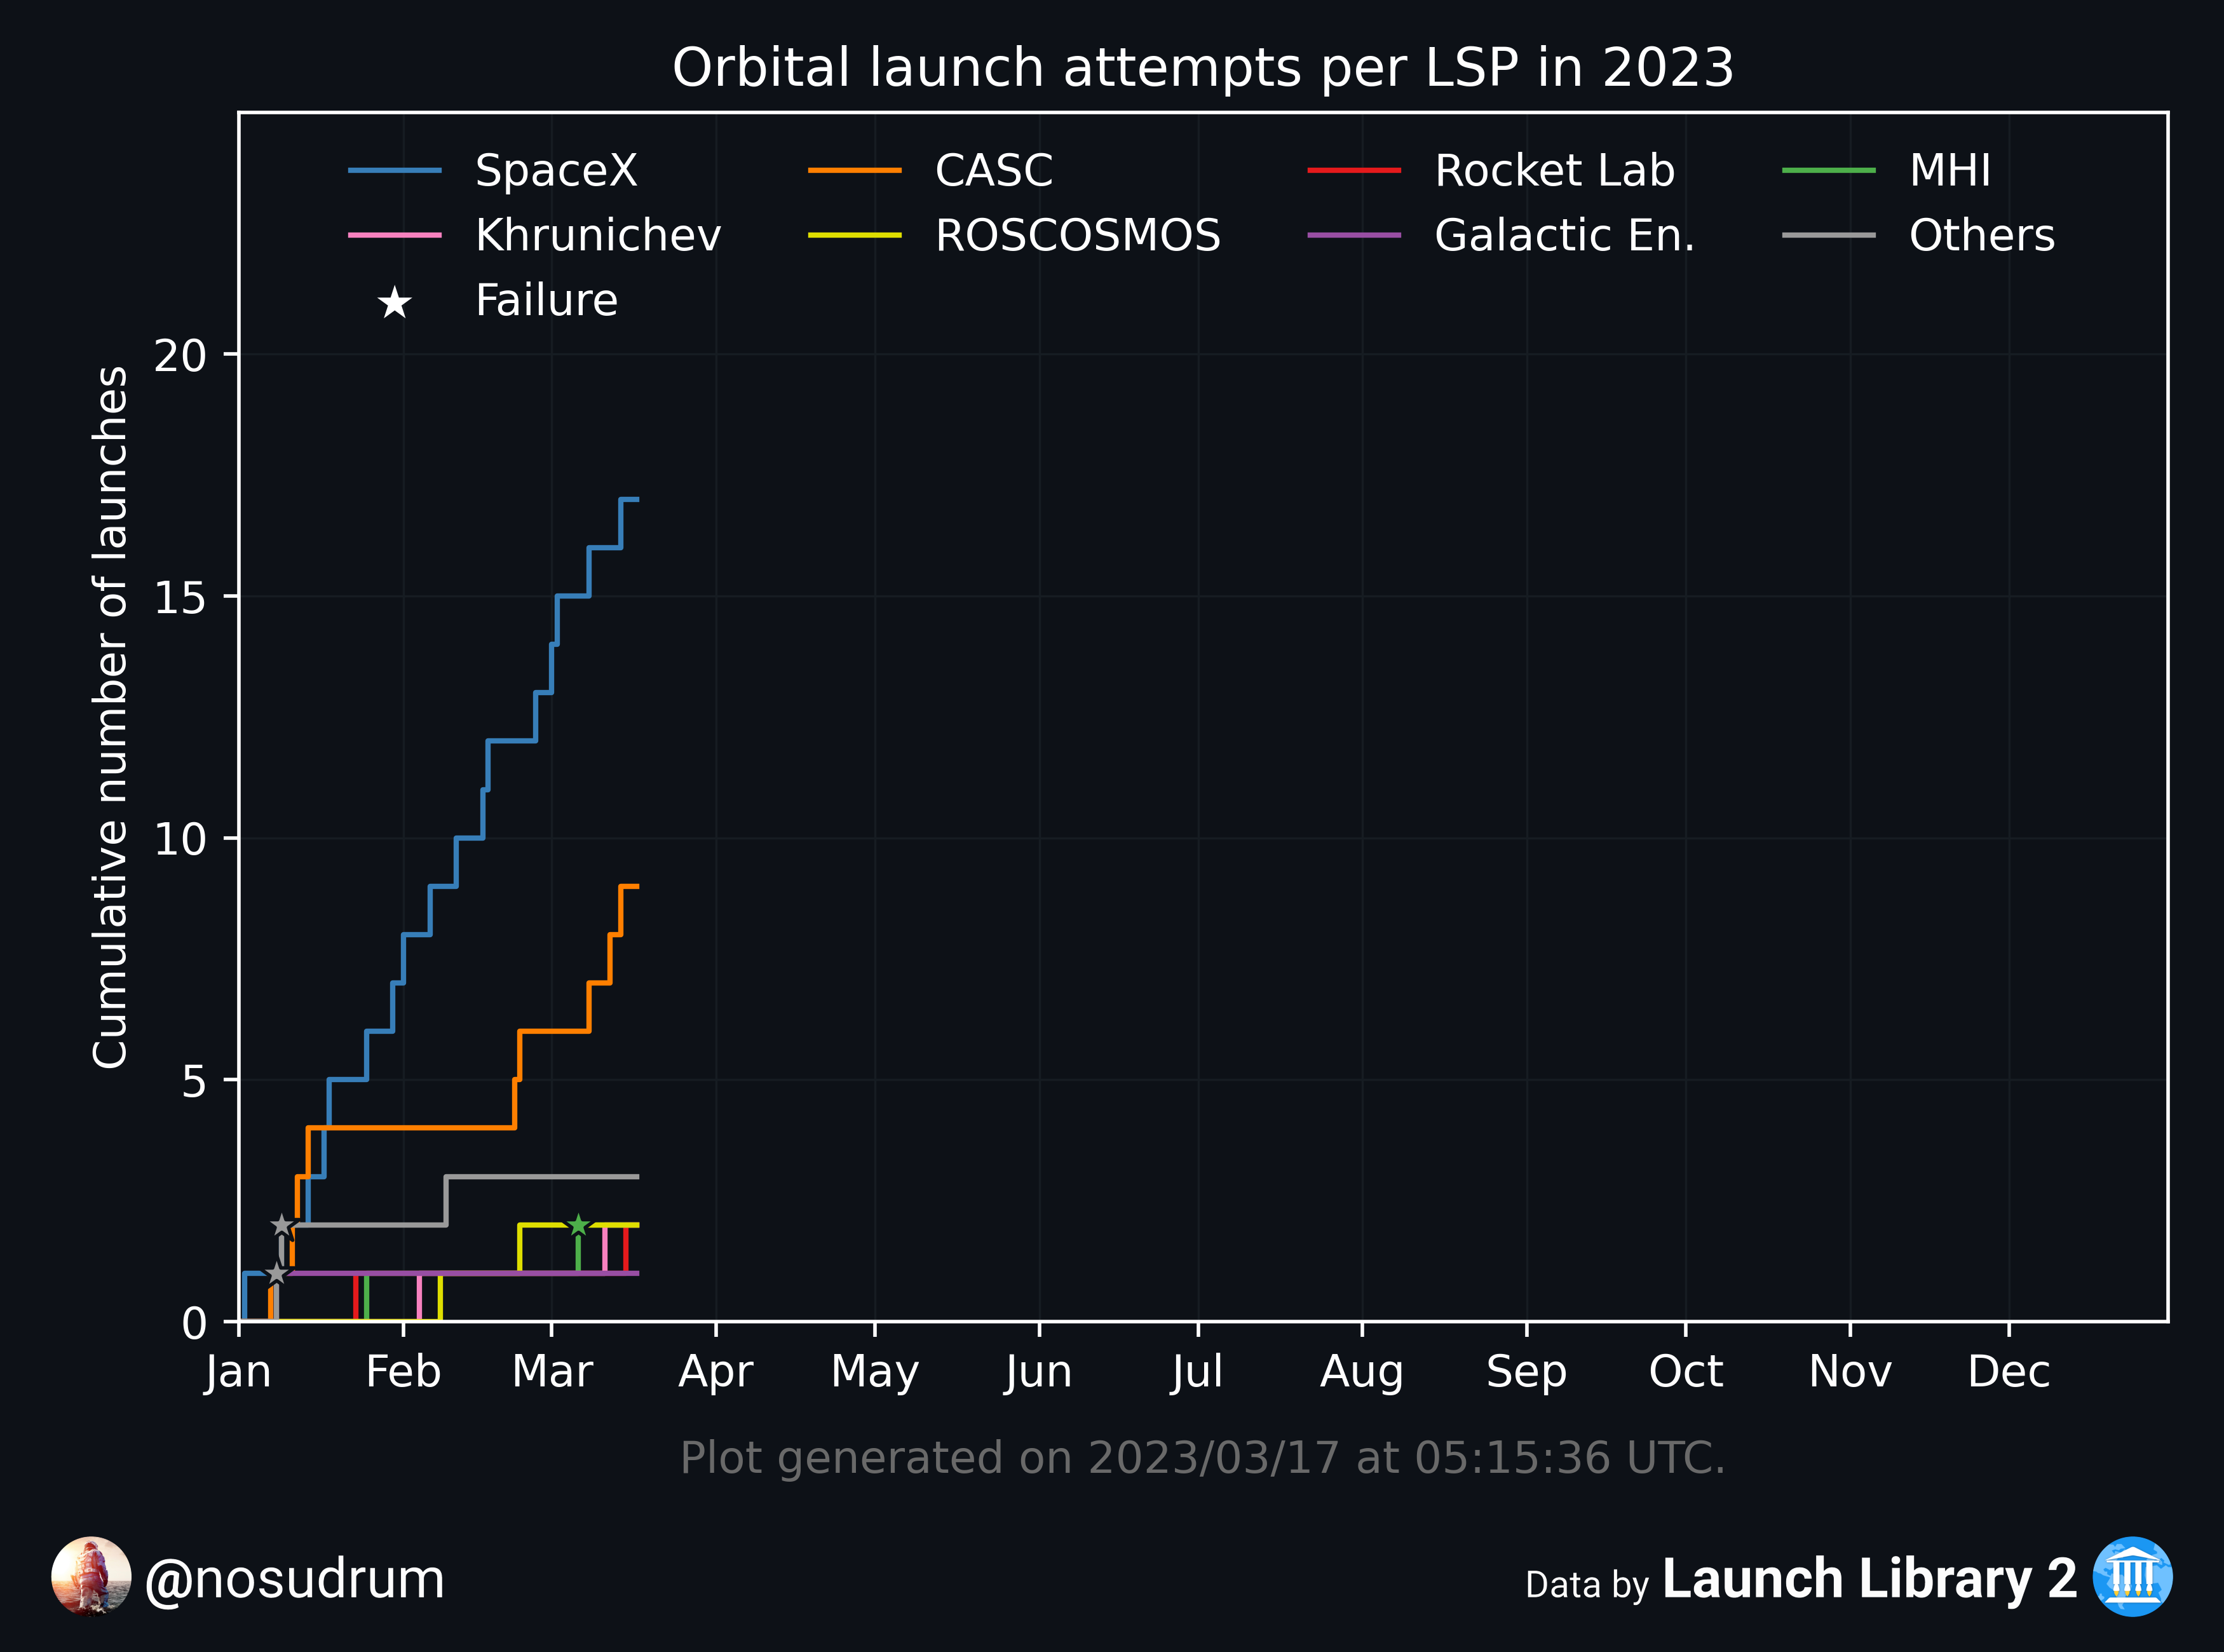 Orbital launch attempts per LSP in 2023
SpaceX
CASC
Rocket Lab
MHI
Khrunichev
ROSCOSMOS
Galactic En.
Others
Failure
Cumulative number of launches
20
15
10
5
0
Jan Feb Mar Apr May Jun Jul Aug Sep Oct Nov Dec
Plot generated on 2023/03/17 at 05:15:36 UTC.
@nosudrum
Data by Launch Library 2